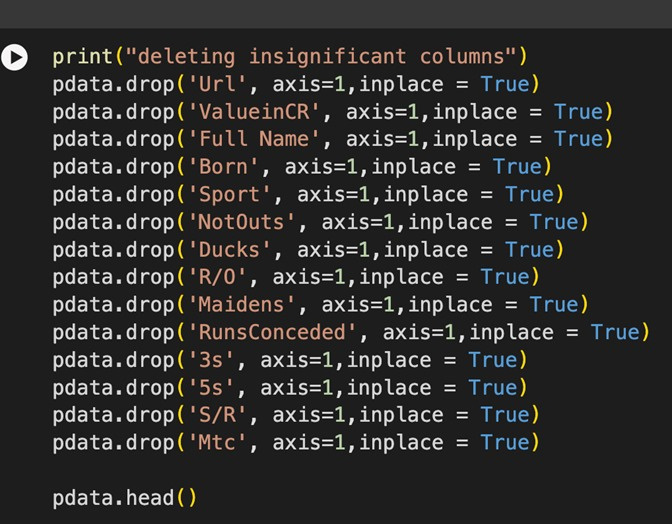 print("deleting insignificant columns")
pdata.drop('Url', axis=1,inplace = True)
pdata.drop('ValueinCR', axis=1,inplace = True)
pdata.drop('Full Name', axis=1,inplace = True)
pdata.drop('Born', axis=1,inplace = True)
pdata.drop('Sport', axis=1,inplace = True)
pdata.drop('NotOuts', axis=1,inplace = True)
pdata.drop('Ducks', axis=1,inplace = True)
pdata.drop('R/O', axis=1,inplace = True)
pdata.drop('Maidens', axis=1,inplace = True)
pdata.drop('RunsConceded', axis=1,inplace = True)
pdata.drop('3s', axis=1,inplace = True)
pdata.drop('5s', axis=1,inplace = True)
pdata.drop('S/R', axis=1,inplace = True)
pdata.drop('Mtc', axis=1,inplace = True)
pdata.head()